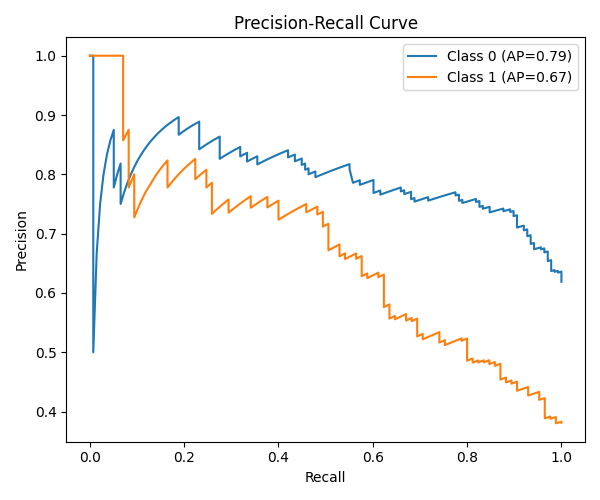 Precision-Recall Curve
Class 0 (AP=0.79)
Class 1 (AP=0.67)
Precision
1.0
0.9
0.8
0.7
0.6
0.5
0.4
0.0 0.2 0.4 0.6 0.8 1.0
Recall